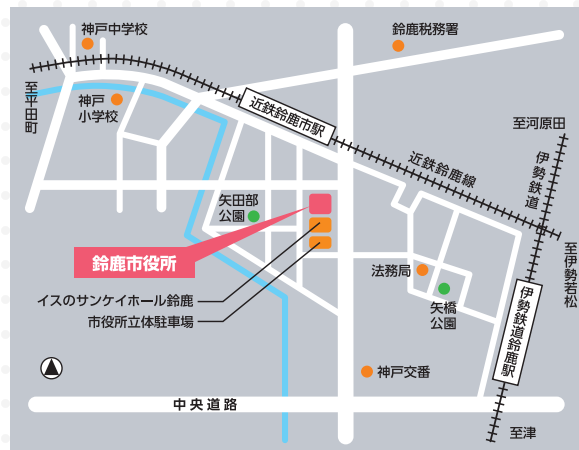 神戸中学校
鈴鹿税務署
至平田町
神戸
小学校
近鉄鈴鹿市駅
至河原田
近鉄鈴鹿線
伊勢鉄道
矢田部
公園
鈴鹿市役所
至伊勢若松
法務局
イスのサンケイホール鈴鹿
矢橋
公園
市役所立体駐車場
伊勢鉄道鈴鹿駅
神戸交番
中央道路
至津